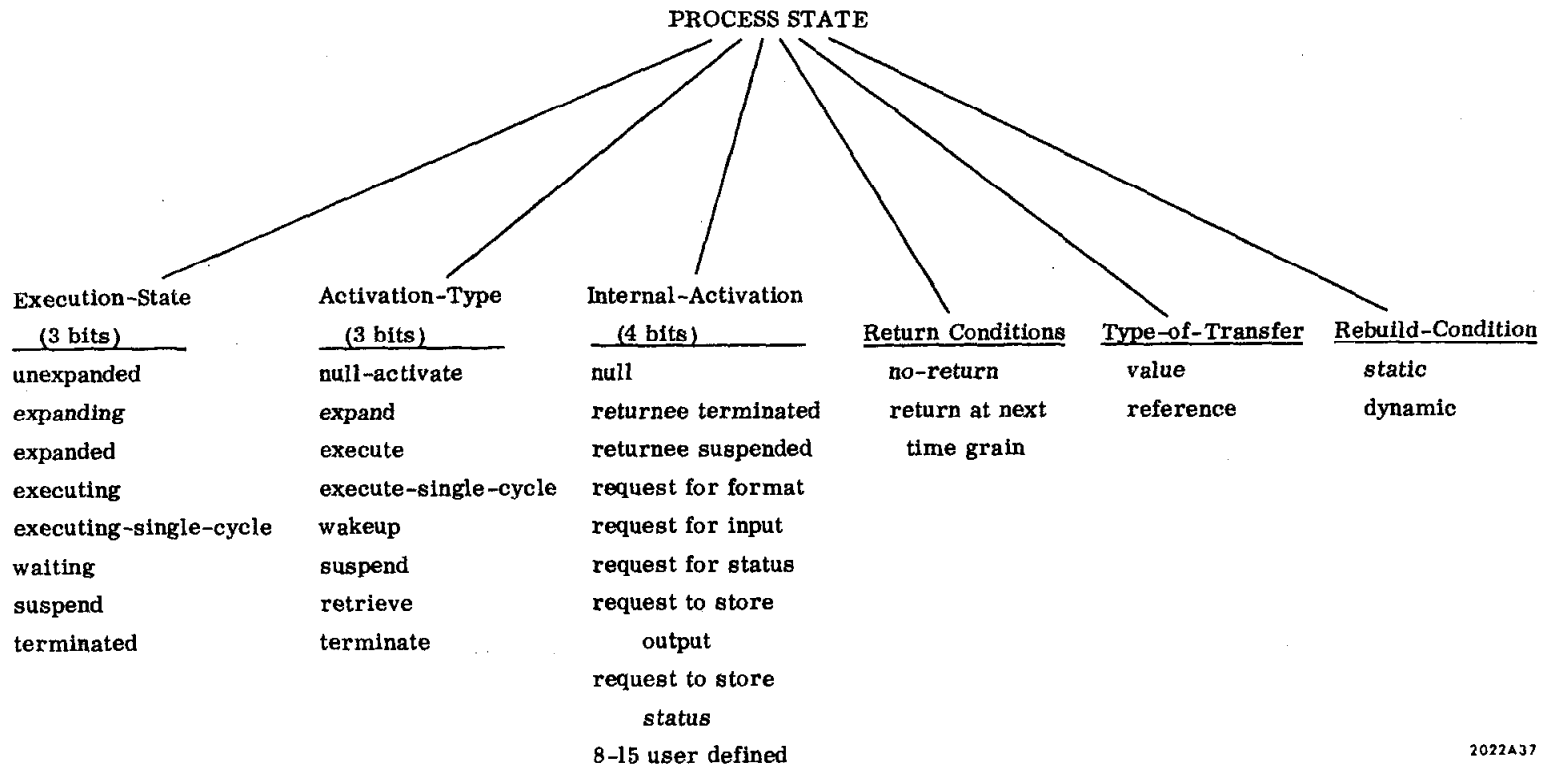 PROCESS STATE
Execution-State
(3 bits)
unexpanded
expanding
expanded
executing
executing-single-cycle
waiting
suspend
terminated
Activation-Type
(3 bits)
null-activate
expand
execute
execute-single-cycle
wakeup
suspend
retrieve
terminate
Internal-Activation
(4 bits)
null
returnee terminated
returnee suspended
request for format
request for input
request for status
request to store
output
request to store
status
8-15 user defined
Return Conditions
no-return
return at next
time grain
Type-of-Transfer
value
reference
Rebuild-Condition
static
dynamic
2022A37